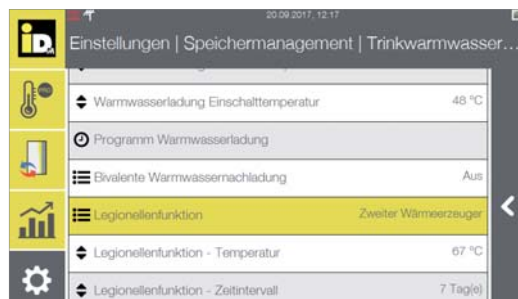 20.09.2017, 12:17
iD.
Einstellungen | Speichermanagement | Trinkwarmwasser...
PRO
Warmwasserladung Einschalttemperatur 48 °C
Programm Warmwasserladung
Bivalente Warmwassernachladung Aus
Legionellenfunktion Zweiter Wärmeerzeuger
Legionellenfunktion - Temperatur 67 °C
Legionellenfunktion - Zeitintervall 7 Tag(e)